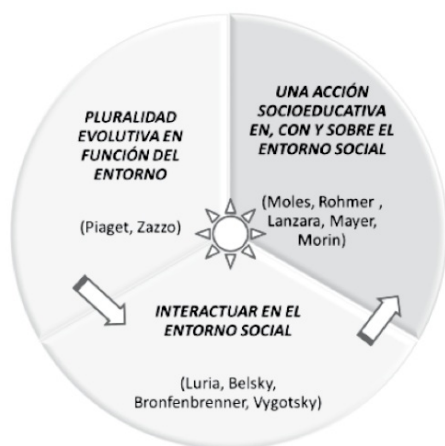 PLURALIDAD
EVOLUTIVA EN
FUNCIÓN DEL
ENTORNO
(Piaget, Zazzo)
UNA ACCIÓN
SOCIOEDUCATIVA
EN, CON Y SOBRE EL
ENTORNO SOCIAL
(Moles, Rohmer ,
Lanzara, Mayer,
Morin)
INTERACTUAR EN EL
ENTORNO SOCIAL
(Luria, Belsky,
Bronfenbrenner, Vygotsky)